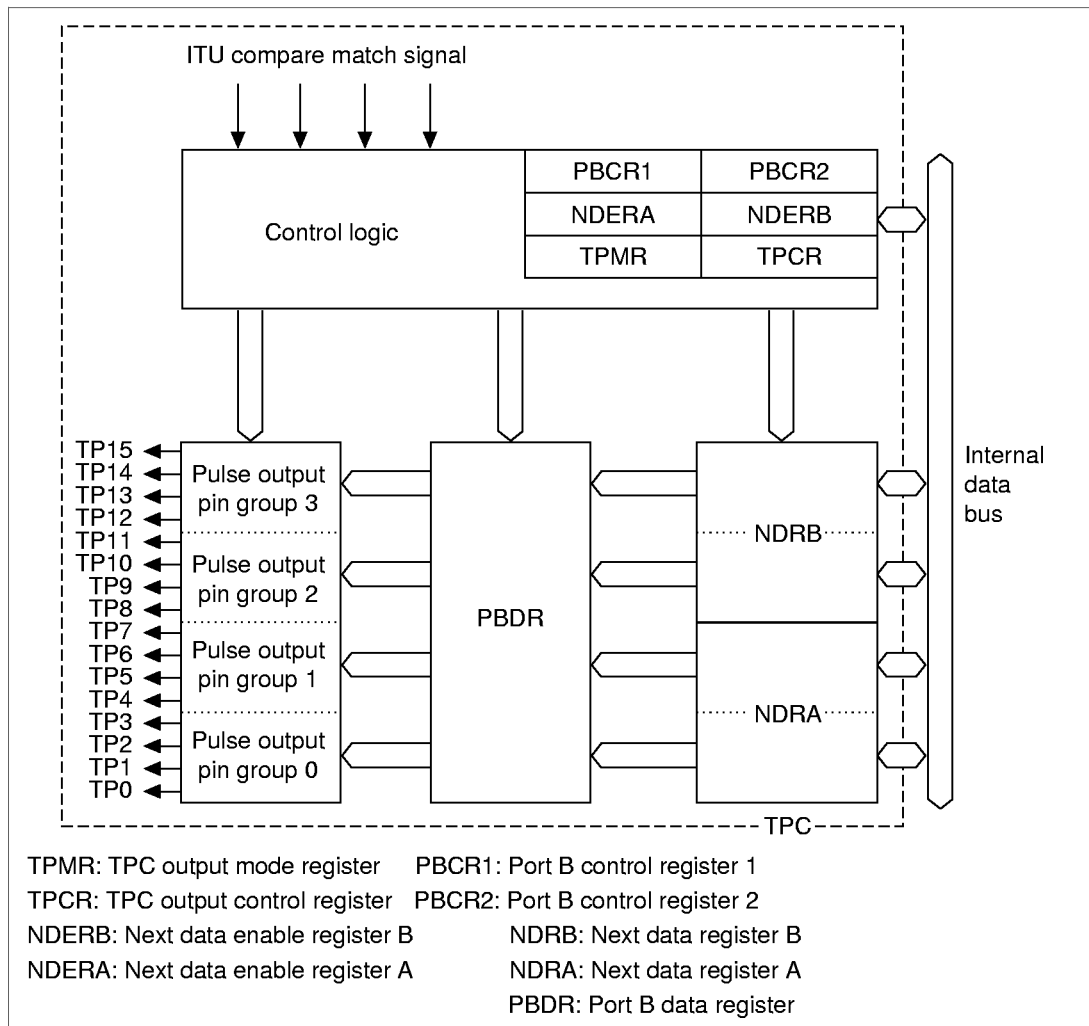 ITU compare match signal
PBCR1 PBCR2
NDERA NDERB
Control logic
TPMR TPCR
TP15
TP14
TP13
TP12
TP11
TP10
TP9
TP8
TP7
TP6
TP5
TP4
TP3
TP2
TP1
TP0
Pulse output
pin group 3
Pulse output
pin group 2
Pulse output
pin group 1
Pulse output
pin group 0
PBDR
NDRB
NDRA
Internal
data
bus
TPC
TPMR: TPC output mode register PBCR1: Port B control register 1
TPCR: TPC output control register PBCR2: Port B control register 2
NDERB: Next data enable register B NDRB: Next data register B
NDERA: Next data enable register A NDRA: Next data register A
PBDR: Port B data register